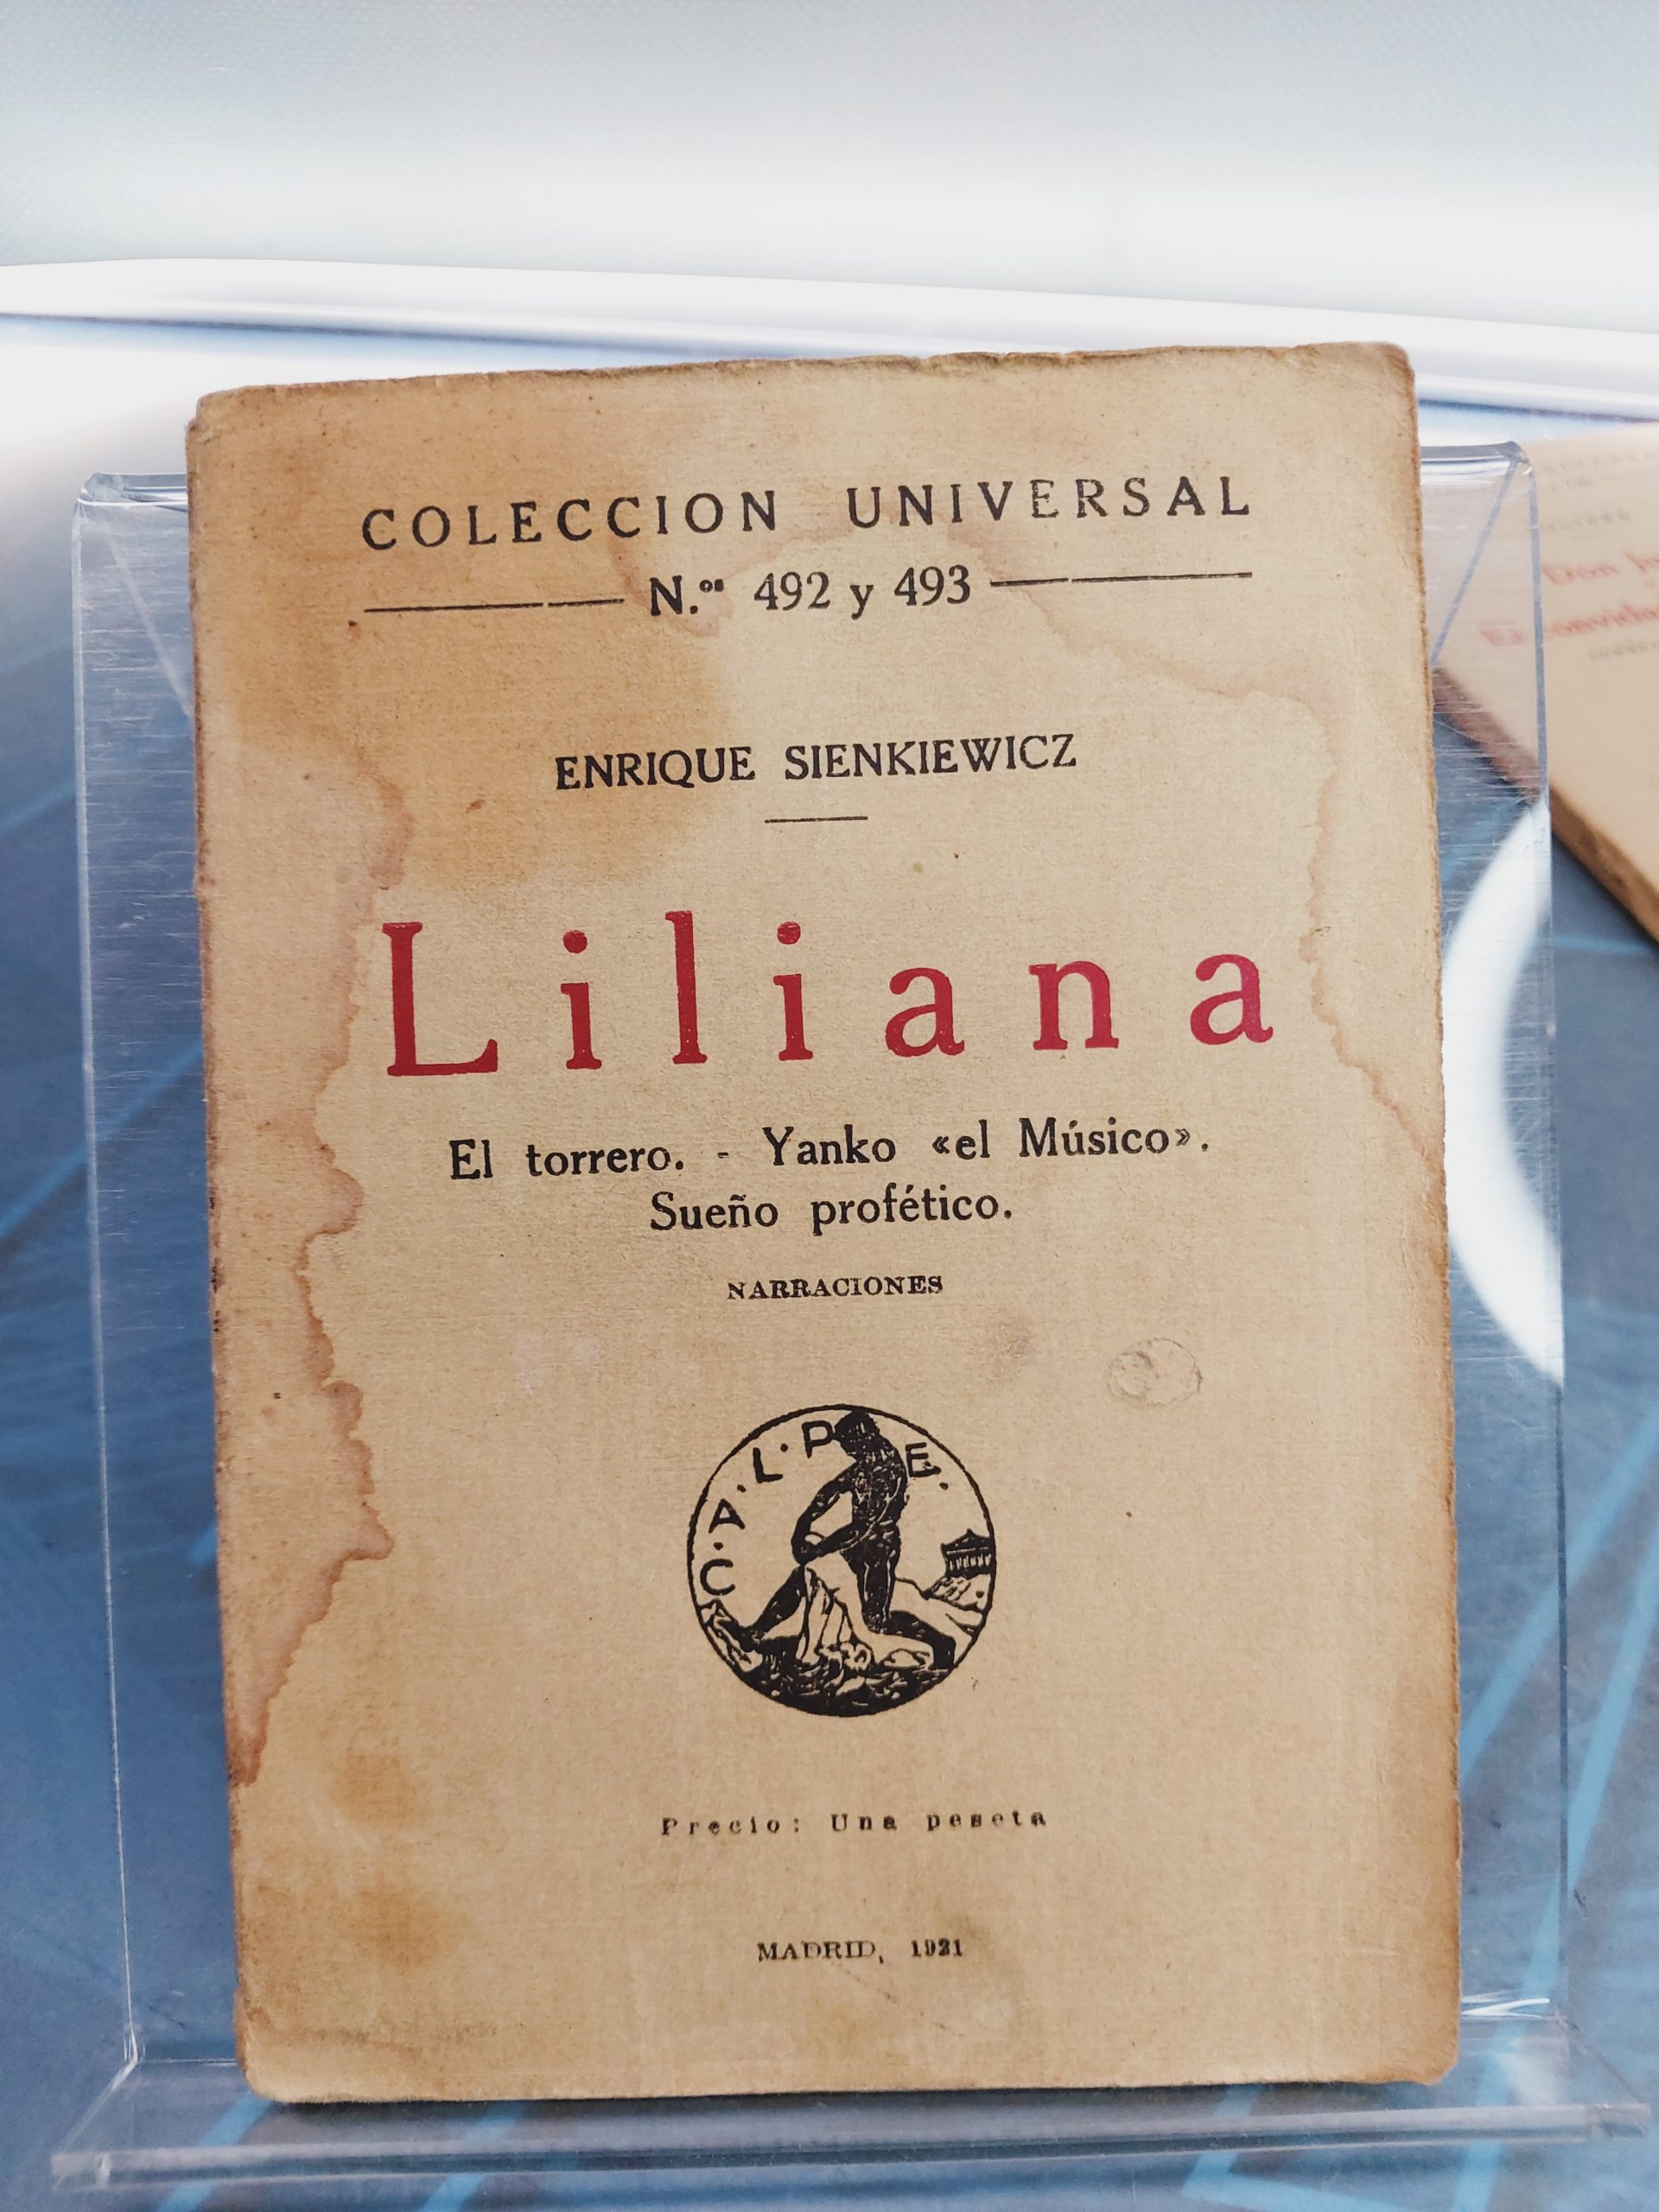 COLECCION UNIVERSAL
N.os 492 y 493
ENRIQUE SIENKIEWICZ
Liliana
El torrero. - Yanko «el Músico».
Sueño profético.
NARRACIONES
C·A·L·P·E·
Precio: Una peseta
MADRID, 1921
Don